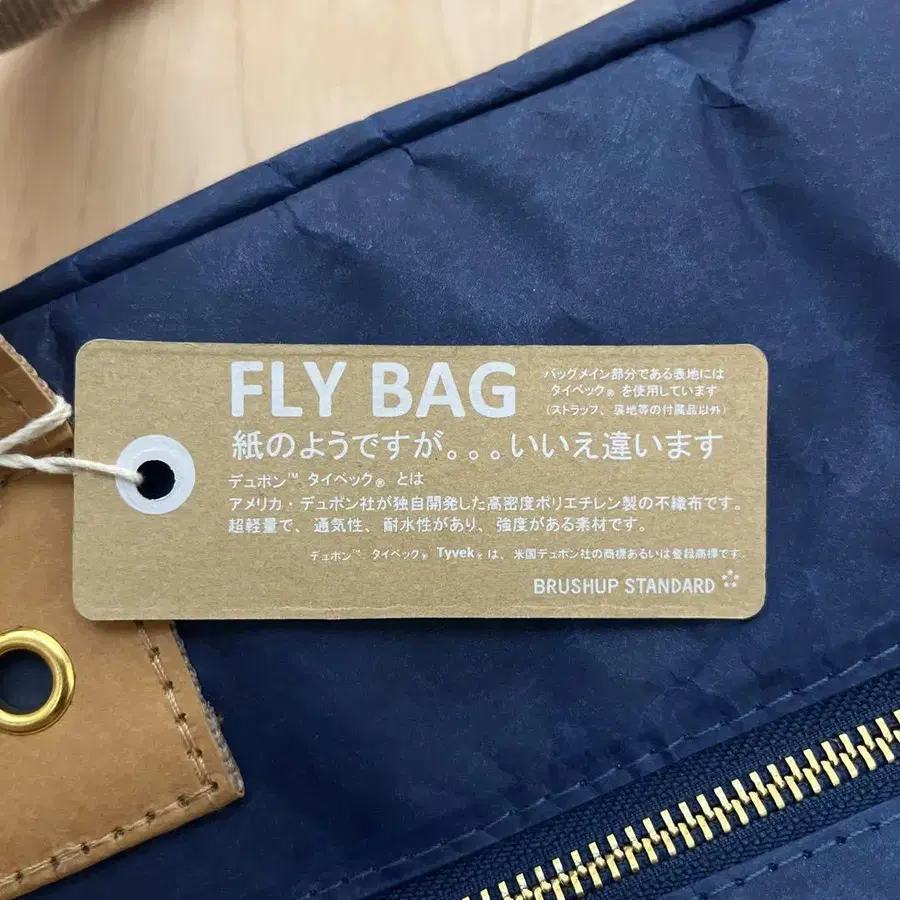 FLY BAG
バッグメイン部分である表地には
タイベック® を使用しています
(ストラップ、裏地等の付属品以外)
紙のようですが。。。いいえ違います
デュポン™ タイベック® とは
アメリカ・デュポン社が独自開発した高密度ポリエチレン製の不織布です。
超軽量で、通気性、耐水性があり、強度がある素材です。
デュポン™ タイベック® Tyvek® は、米国デュポン社の商標あるいは登録商標です。
BRUSHUP STANDARD